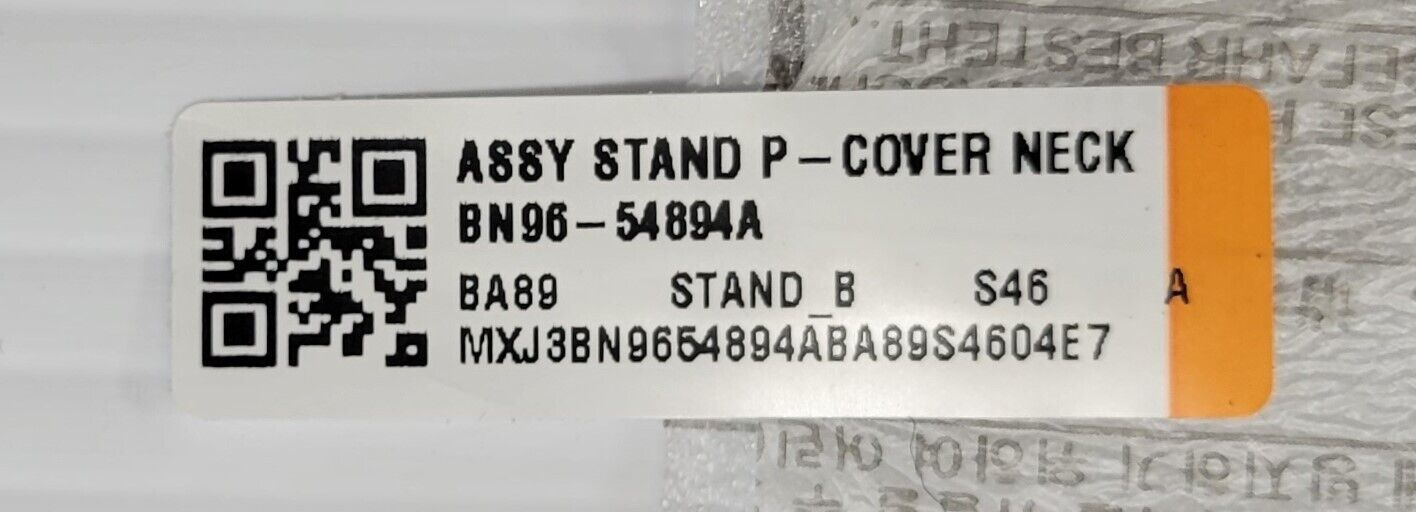 ASSY STAND P-COVER NECK
BN96-54894A
BA89 STAND_B S46 A
MXJ3BN9654894ABA89S4604E7